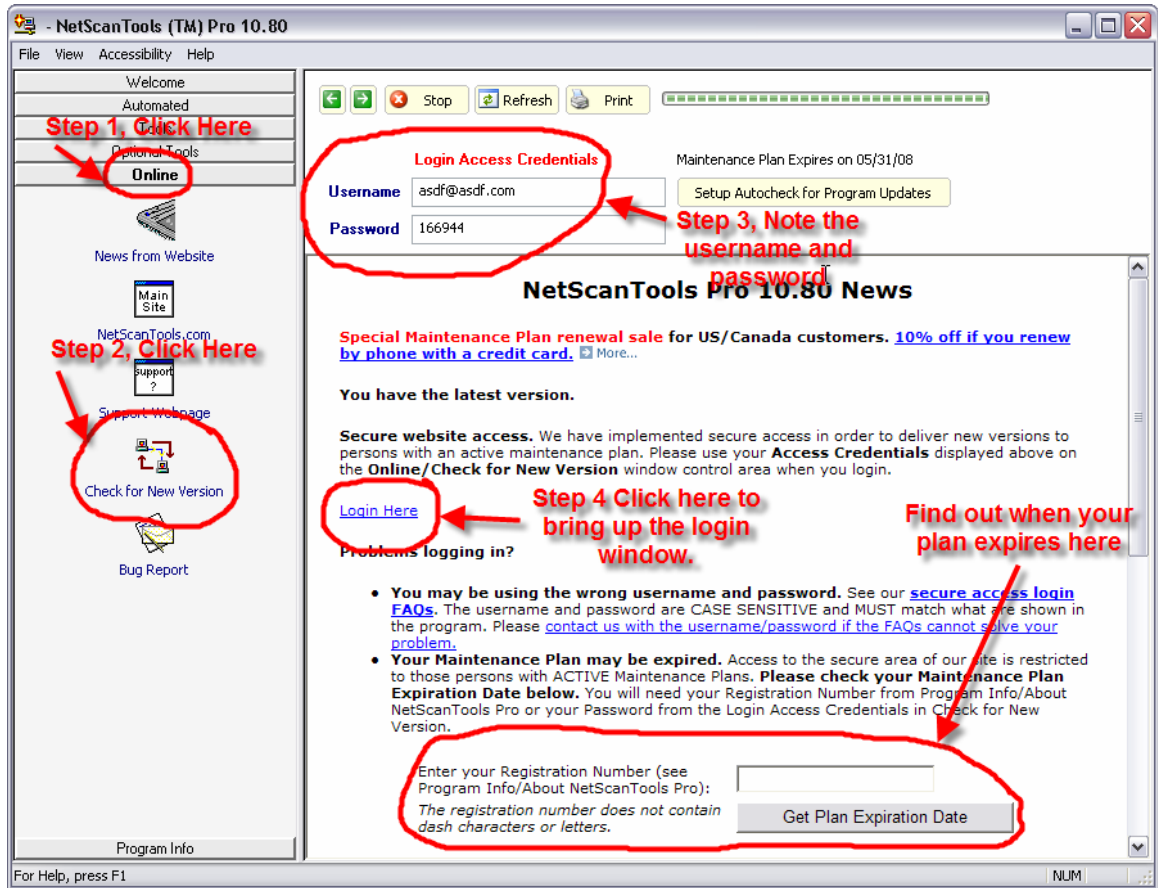 - NetScanTools (TM) Pro 10.80
File View Accessibility Help
Welcome
Automated
Tools
Optional Tools
Online
Step 1, Click Here
News from Website
Main Site
NetScanTools.com
Step 2, Click Here
support ?
Support Webpage
Check for New Version
Bug Report
Program Info
Stop Refresh Print
Login Access Credentials
Maintenance Plan Expires on 05/31/08
Username asdf@asdf.com
Setup Autocheck for Program Updates
Password 166944
Step 3, Note the
username and
password
NetScanTools Pro 10.80 News
Special Maintenance Plan renewal sale for US/Canada customers. 10% off if you renew
by phone with a credit card. More...
You have the latest version.
Secure website access. We have implemented secure access in order to deliver new versions to
persons with an active maintenance plan. Please use your Access Credentials displayed above on
the Online/Check for New Version window control area when you login.
Login Here
Step 4 Click here to
bring up the login
window.
Find out when your
plan expires here
Problems logging in?
• You may be using the wrong username and password. See our secure access login
FAQs. The username and password are CASE SENSITIVE and MUST match what are shown in
the program. Please contact us with the username/password if the FAQs cannot solve your
problem.
• Your Maintenance Plan may be expired. Access to the secure area of our site is restricted
to those persons with ACTIVE Maintenance Plans. Please check your Maintenance Plan
Expiration Date below. You will need your Registration Number from Program Info/About
NetScanTools Pro or your Password from the Login Access Credentials in Check for New
Version.
Enter your Registration Number (see
Program Info/About NetScanTools Pro):
The registration number does not contain
dash characters or letters.
Get Plan Expiration Date
For Help, press F1
NUM